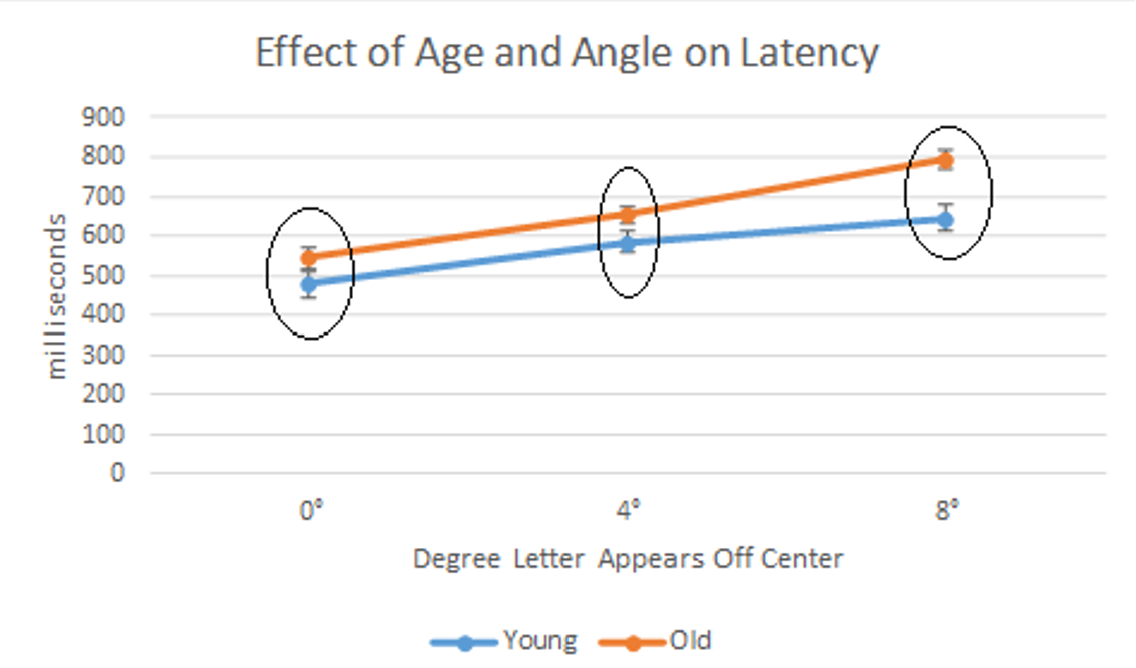 Effect of Age and Angle on Latency
900
800
700
600
500
400
300
200
100
0
milliseconds
0° 4° 8°
Degree Letter Appears Off Center
Young Old